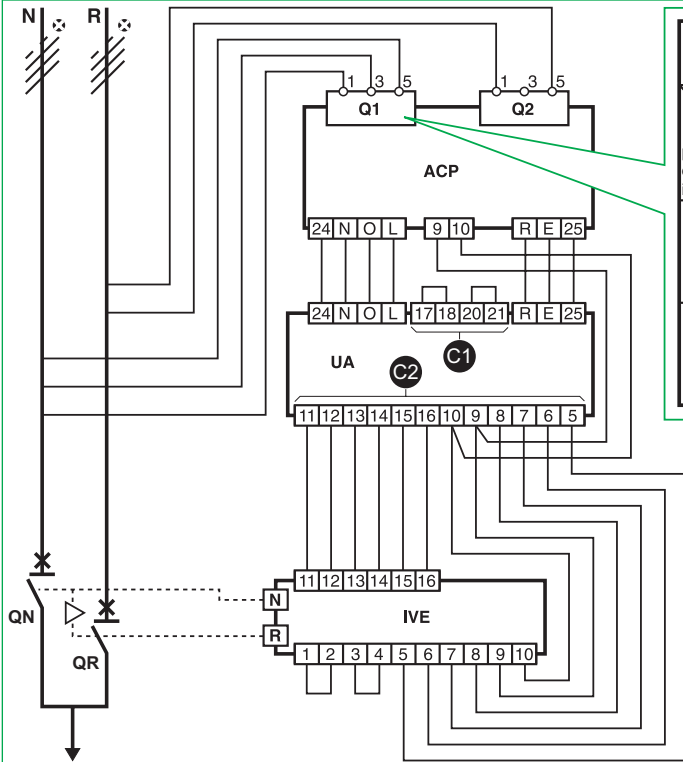 N R
1 3 5 1 3 5
Q1 Q2
ACP
24 N O L 9 10 R E 25
24 N O L 17 18 20 21 R E 25
UA C1
C2
11 12 13 14 15 16 10 9 8 7 6 5
11 12 13 14 15 16
N
QN IVE
R
QR
1 2 3 4 5 6 7 8 9 10